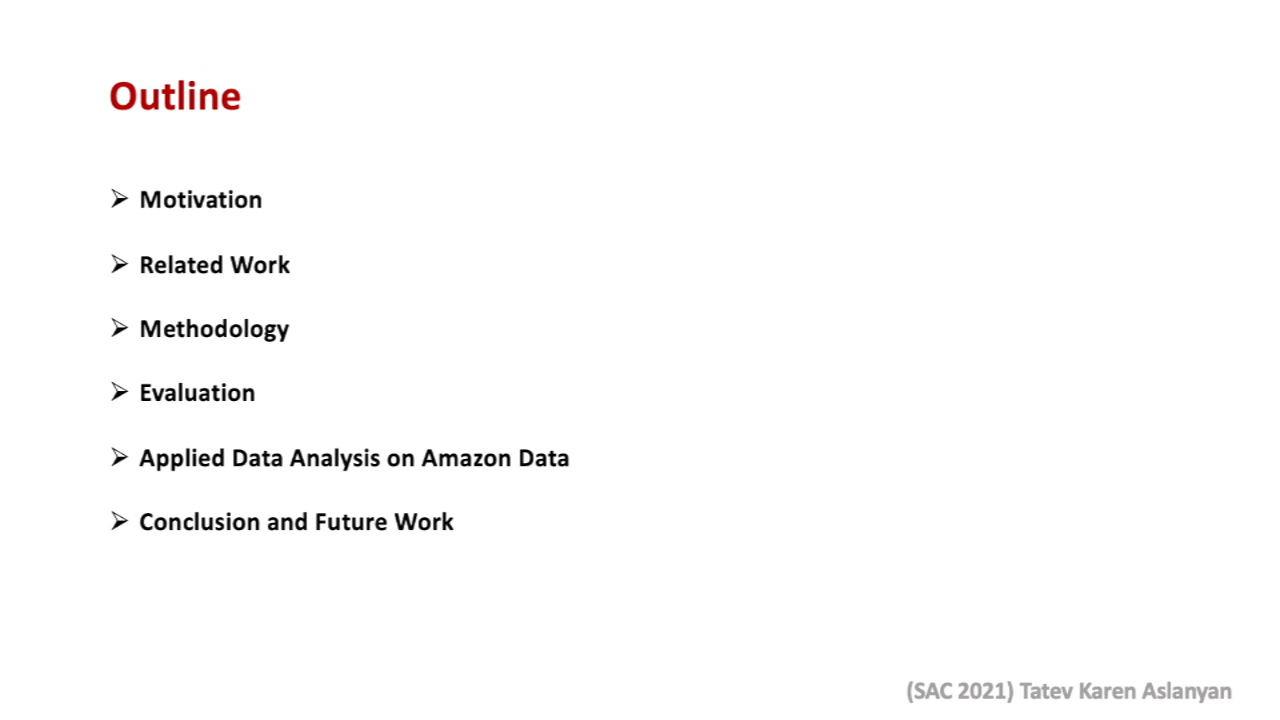 Outline
➢ Motivation
➢ Related Work
➢ Methodology
➢ Evaluation
➢ Applied Data Analysis on Amazon Data
➢ Conclusion and Future Work
(SAC 2021) Tatev Karen Aslanyan